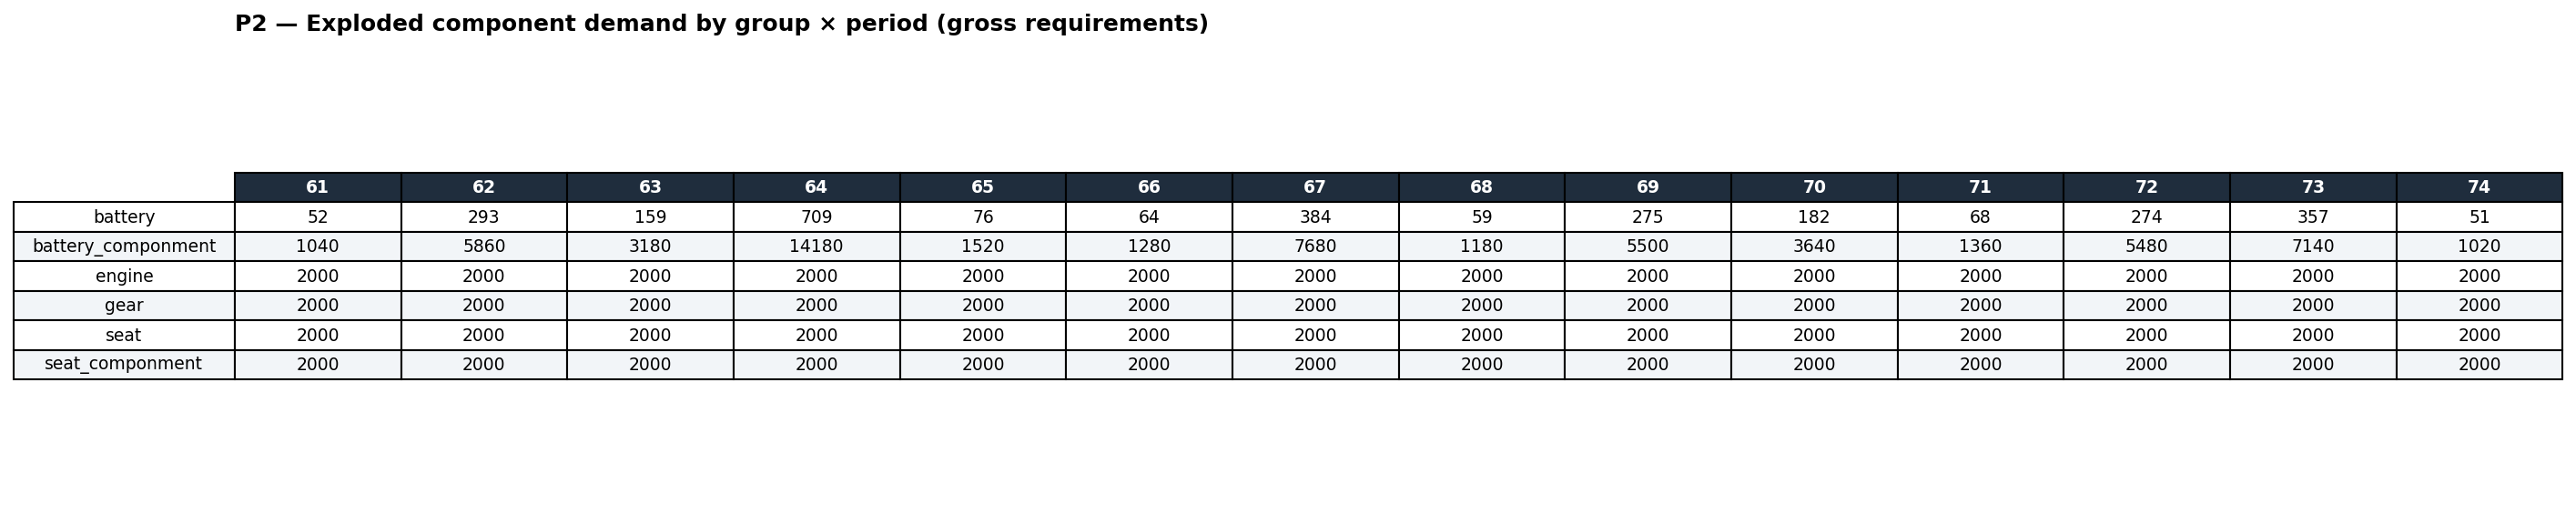 P2 — Exploded component demand by group × period (gross requirements)
61 62 63 64 65 66 67 68 69 70 71 72 73 74
battery 52 293 159 709 76 64 384 59 275 182 68 274 357 51
battery_componment 1040 5860 3180 14180 1520 1280 7680 1180 5500 3640 1360 5480 7140 1020
engine 2000 2000 2000 2000 2000 2000 2000 2000 2000 2000 2000 2000 2000 2000
gear 2000 2000 2000 2000 2000 2000 2000 2000 2000 2000 2000 2000 2000 2000
seat 2000 2000 2000 2000 2000 2000 2000 2000 2000 2000 2000 2000 2000 2000
seat_componment 2000 2000 2000 2000 2000 2000 2000 2000 2000 2000 2000 2000 2000 2000